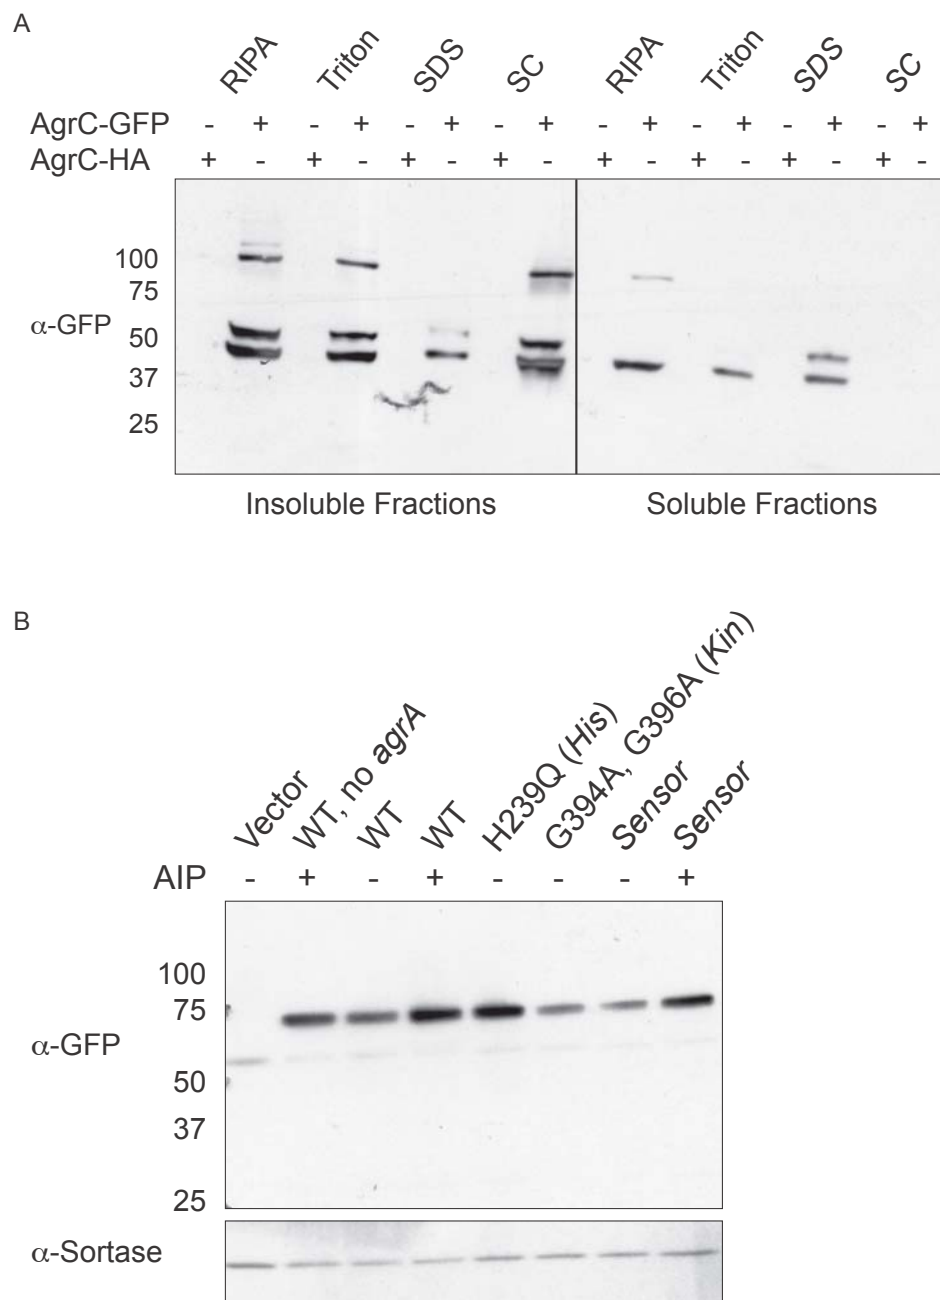 A
RIPA Triton SDS SC RIPA Triton SDS SC
AgrC-GFP - + - + - + - + - + - + - + - +
AgrC-HA + - + - + - + - + - + - + - + -
100
75
α-GFP
50
37
25
Insoluble Fractions Soluble Fractions
B
Vector WT, no agrA WT WT H239Q (His) G394A, G396A (Kin) Sensor Sensor
AIP - + - + - - - +
100
75
α-GFP
50
37
25
α-Sortase